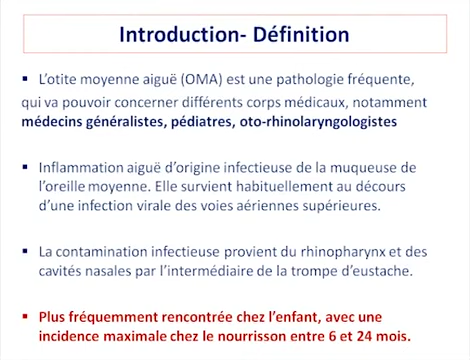 Introduction- Définition
▪ L'otite moyenne aiguë (OMA) est une pathologie fréquente,
qui va pouvoir concerner différents corps médicaux, notamment
médecins généralistes, pédiatres, oto-rhinolaryngologistes
▪ Inflammation aiguë d'origine infectieuse de la muqueuse de
l'oreille moyenne. Elle survient habituellement au décours
d'une infection virale des voies aériennes supérieures.
▪ La contamination infectieuse provient du rhinopharynx et des
cavités nasales par l'intermédiaire de la trompe d'eustache.
▪ Plus fréquemment rencontrée chez l'enfant, avec une
incidence maximale chez le nourrisson entre 6 et 24 mois.